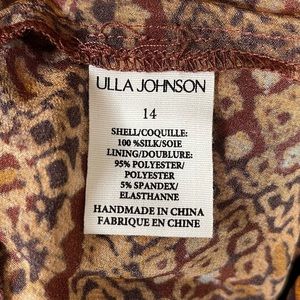 ULLA JOHNSON
14
SHELL/COQUILLE:
100 %SILK/SOIE
LINING/DOUBLURE:
95% POLYESTER/
POLYESTER
5% SPANDEX/
ELASTHANNE
HANDMADE IN CHINA
FABRIQUE EN CHINE